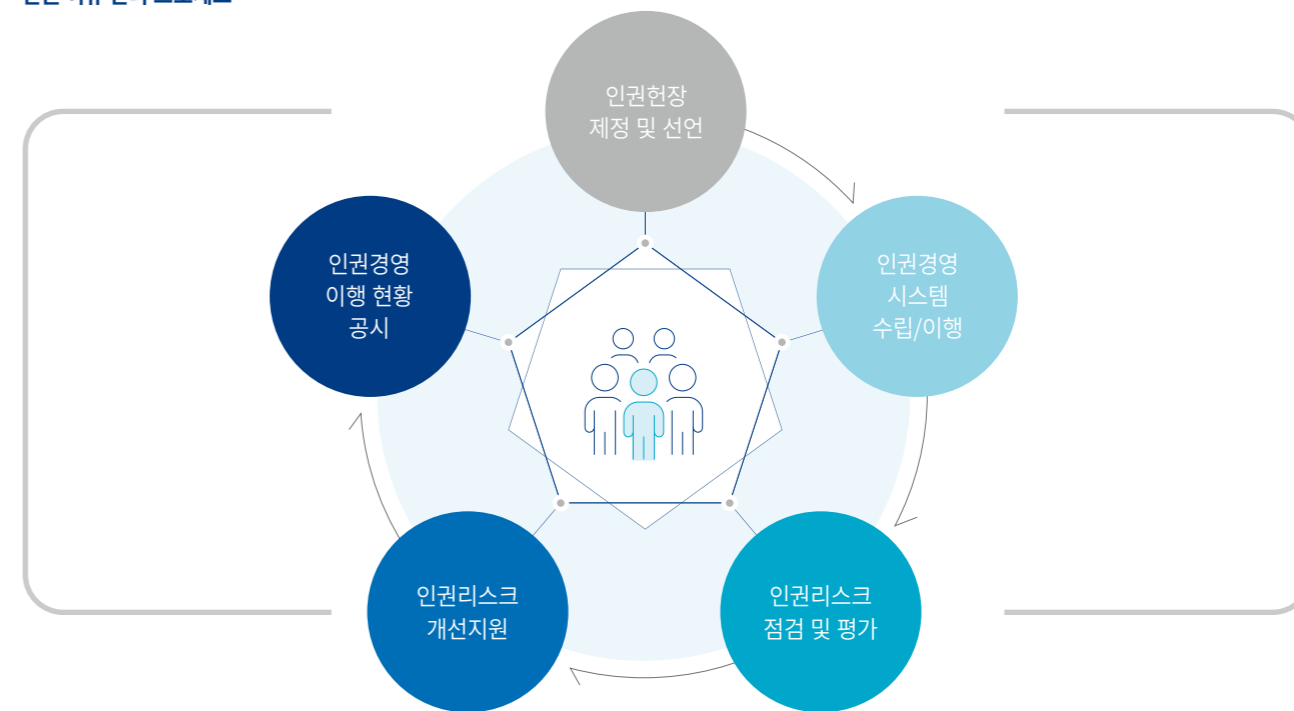 인권헌장
제정 및 선언
인권경영
시스템
수립/이행
인권리스크
점검 및 평가
인권리스크
개선지원
인권경영
이행 현황
공시